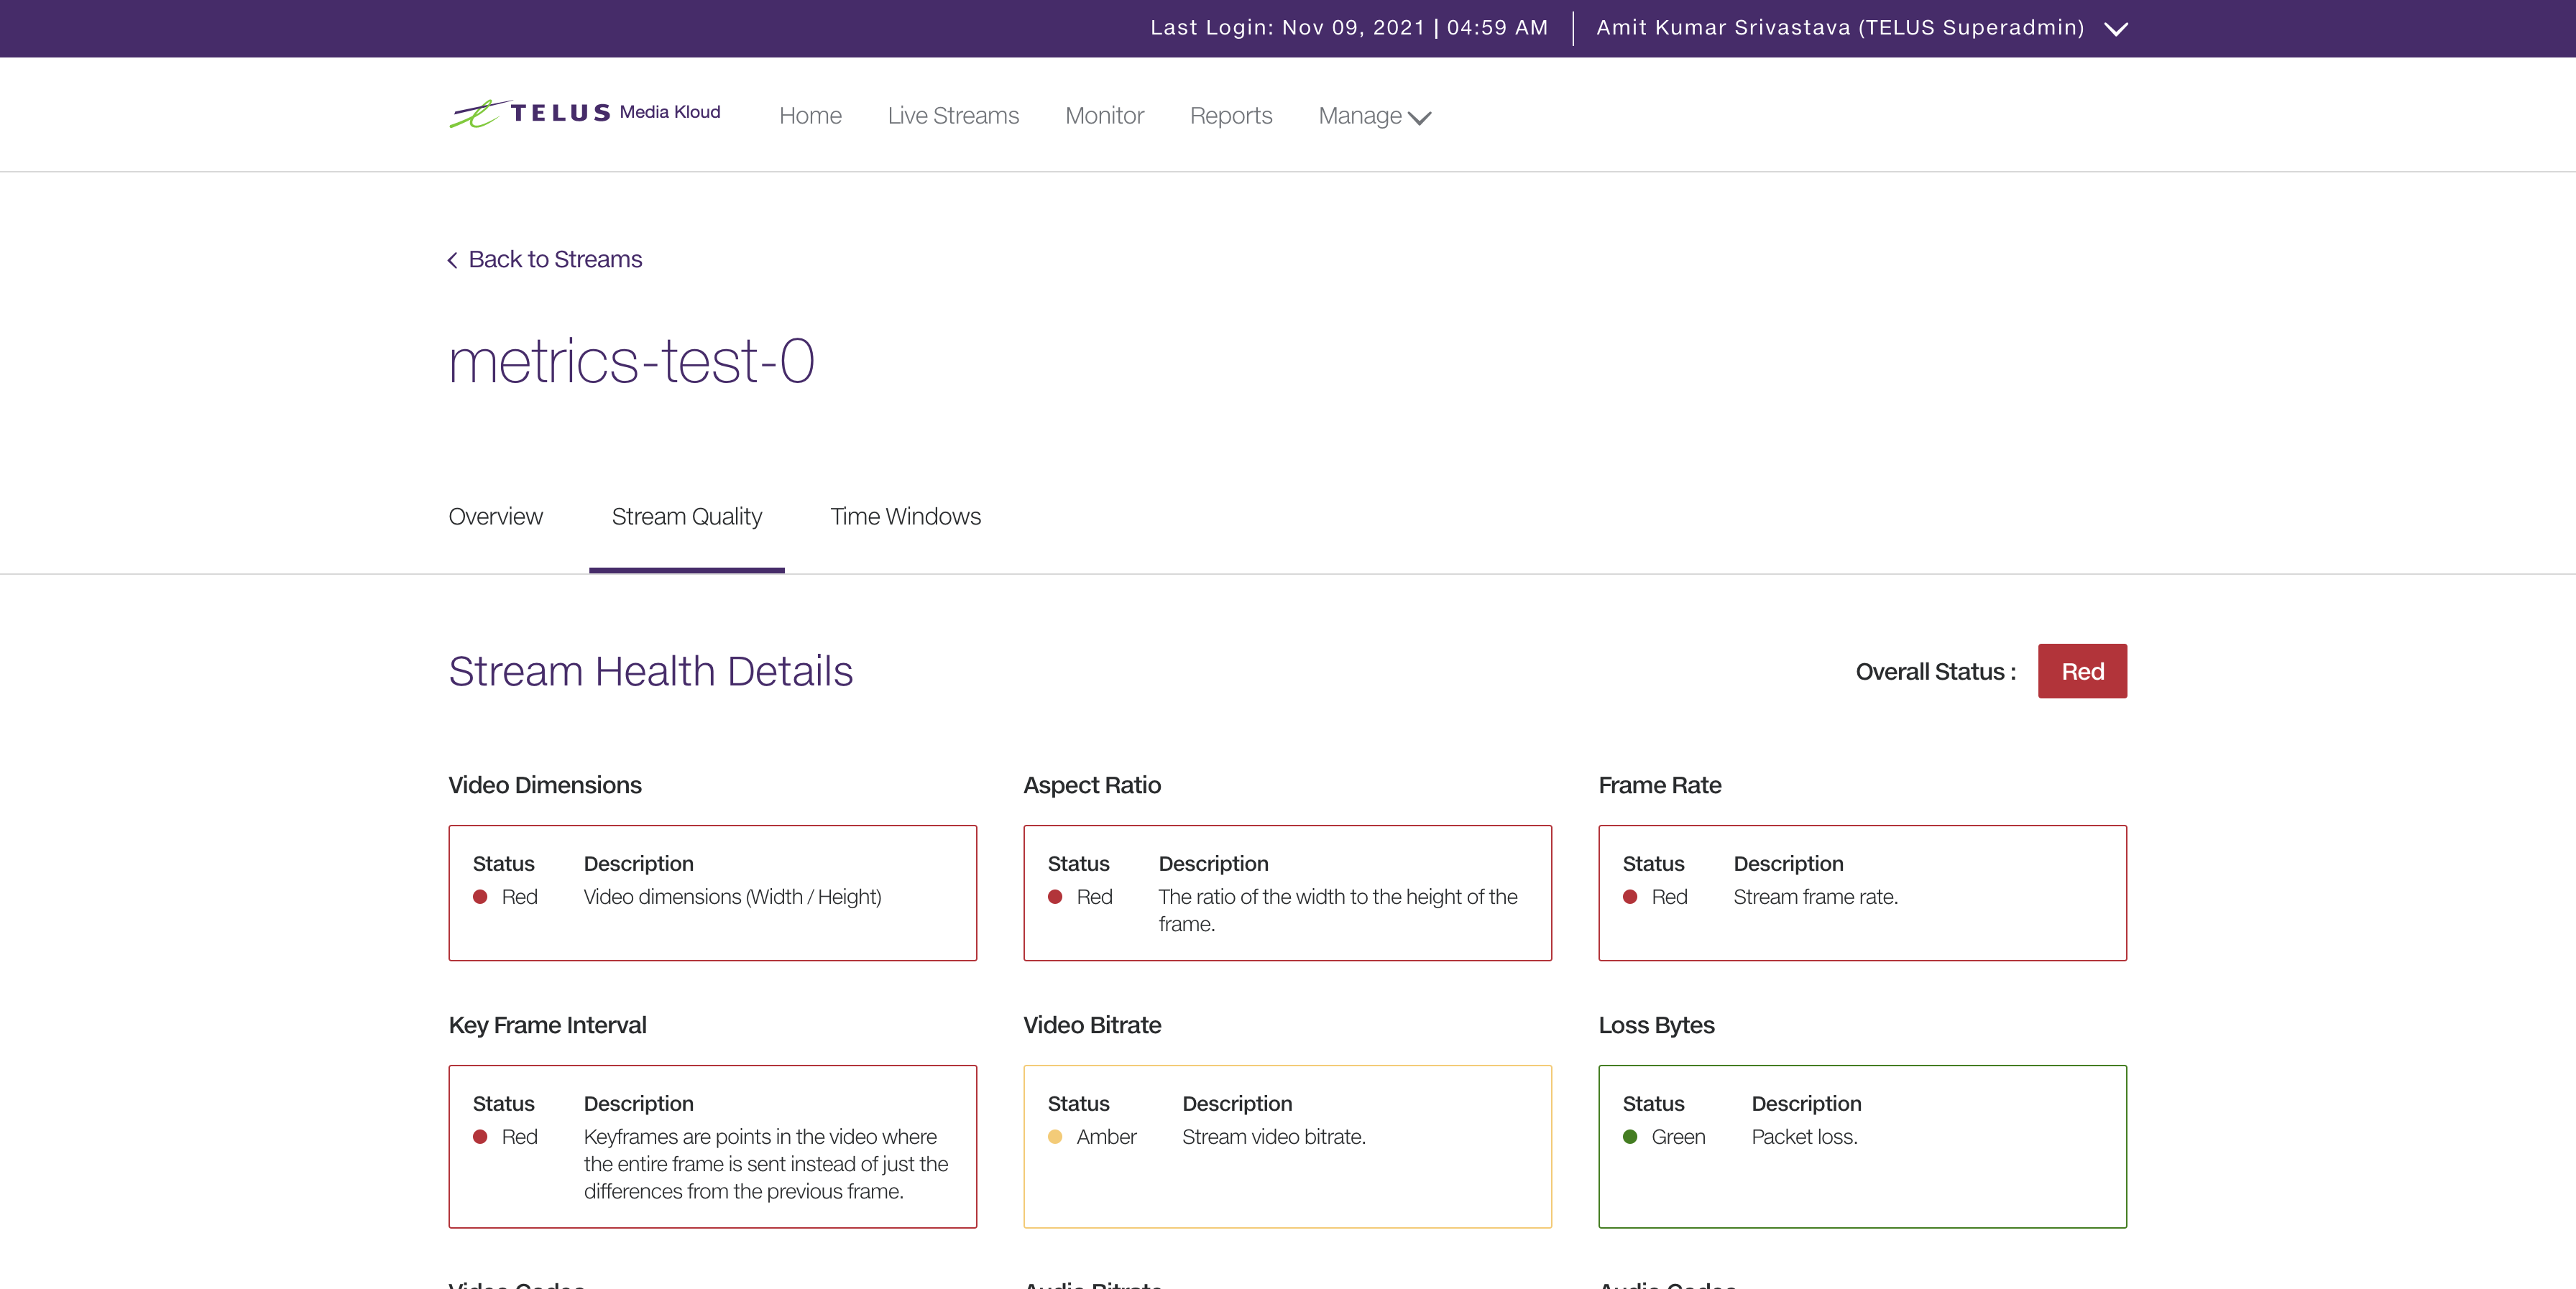 Last Login: Nov 09, 2021 | 04:59 AM
Amit Kumar Srivastava (TELUS Superadmin)
TELUS Media Kloud
Home
Live Streams
Monitor
Reports
Manage
Back to Streams
metrics-test-0
Overview
Stream Quality
Time Windows
Stream Health Details
Overall Status :
Red
Video Dimensions
Status
Description
Red
Video dimensions (Width / Height)
Aspect Ratio
Status
Description
Red
The ratio of the width to the height of the
frame.
Frame Rate
Status
Description
Red
Stream frame rate.
Key Frame Interval
Status
Description
Red
Keyframes are points in the video where
the entire frame is sent instead of just the
differences from the previous frame.
Video Bitrate
Status
Description
Amber
Stream video bitrate.
Loss Bytes
Status
Description
Green
Packet loss.
Video Codec
Audio Bitrate
Audio Codec